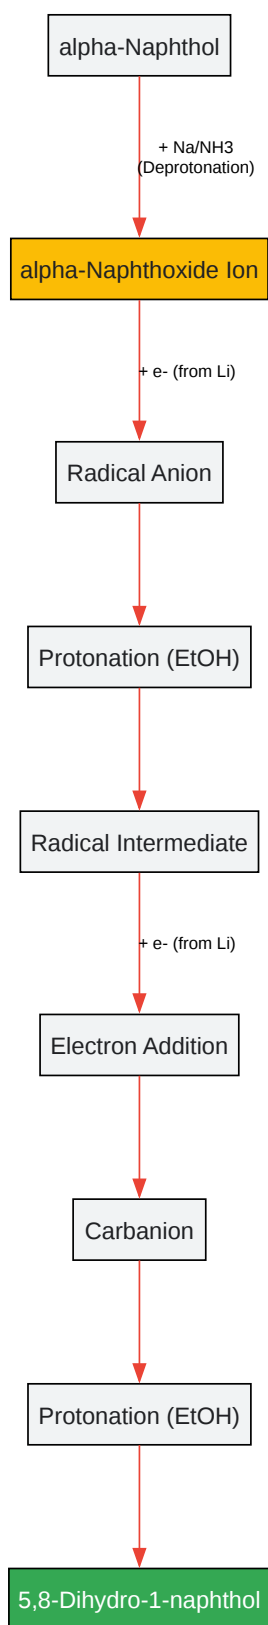 alpha-Naphthol
+ Na/NH3
(Deprotonation)
alpha-Naphthoxide Ion
+ e- (from Li)
Radical Anion
Protonation (EtOH)
Radical Intermediate
+ e- (from Li)
Electron Addition
Carbanion
Protonation (EtOH)
5,8-Dihydro-1-naphthol